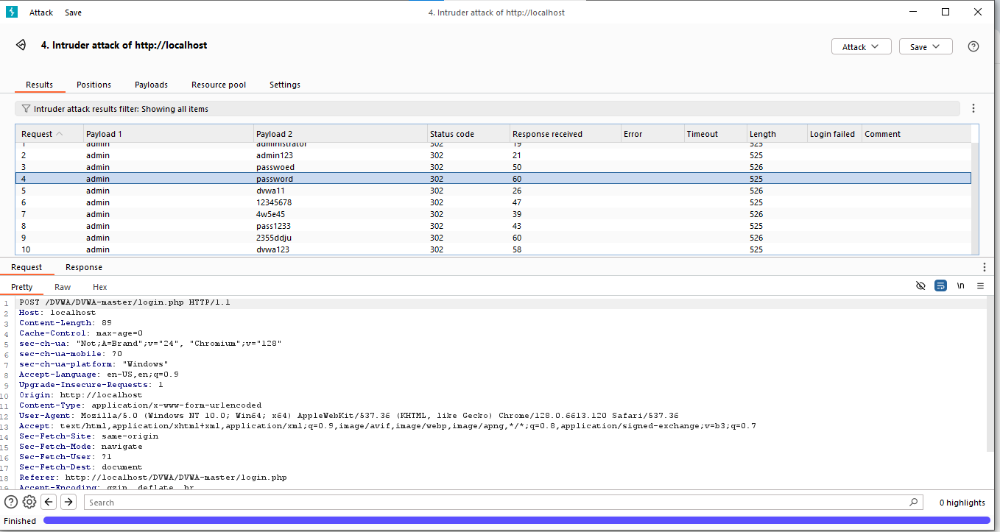 Attack Save 4. Intruder attack of http://localhost
4. Intruder attack of http://localhost Attack Save
Results Positions Payloads Resource pool Settings
Intruder attack results filter: Showing all items
Request Payload 1 Payload 2 Status code Response received Error Timeout Length Login failed Comment
1 admin administrator 302 19 525
2 admin admin123 302 21 525
3 admin passwoed 302 50 526
4 admin password 302 60 525
5 admin dvwa11 302 26 526
6 admin 12345678 302 47 525
7 admin 4w5e45 302 39 526
8 admin pass1233 302 43 525
9 admin 2355ddju 302 60 526
10 admin dvwa123 302 58 525
Request Response
Pretty Raw Hex \n
1 POST /DVWA/DVWA-master/login.php HTTP/1.1
2 Host: localhost
3 Content-Length: 89
4 Cache-Control: max-age=0
5 sec-ch-ua: "Not;A=Brand";v="24", "Chromium";v="128"
6 sec-ch-ua-mobile: ?0
7 sec-ch-ua-platform: "Windows"
8 Accept-Language: en-US,en;q=0.9
9 Upgrade-Insecure-Requests: 1
10 Origin: http://localhost
11 Content-Type: application/x-www-form-urlencoded
12 User-Agent: Mozilla/5.0 (Windows NT 10.0; Win64; x64) AppleWebKit/537.36 (KHTML, like Gecko) Chrome/128.0.6613.120 Safari/537.36
13 Accept: text/html,application/xhtml+xml,application/xml;q=0.9,image/avif,image/webp,image/apng,*/*;q=0.8,application/signed-exchange;v=b3;q=0.7
14 Sec-Fetch-Site: same-origin
15 Sec-Fetch-Mode: navigate
16 Sec-Fetch-User: ?1
17 Sec-Fetch-Dest: document
18 Referer: http://localhost/DVWA/DVWA-master/login.php
19 Accept-Encoding: gzip, deflate, br
Search 0 highlights
Finished